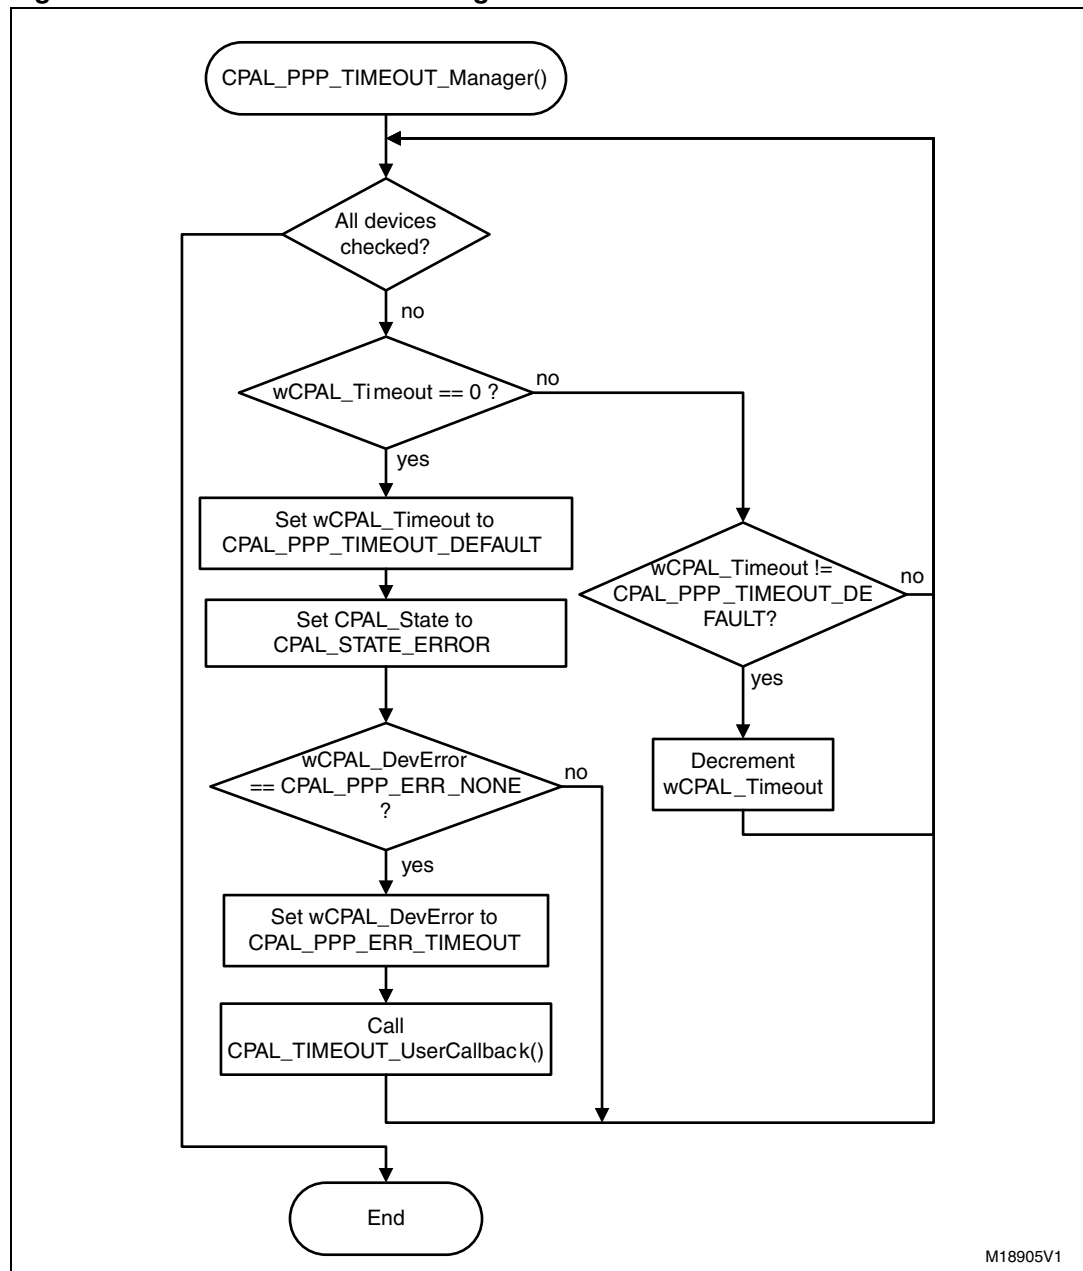 CPAL_PPP_TIMEOUT_Manager()
All devices
checked?
no
wCPAL_Timeout == 0 ?
no
yes
Set wCPAL_Timeout to
CPAL_PPP_TIMEOUT_DEFAULT
wCPAL_Timeout !=
CPAL_PPP_TIMEOUT_DE
FAULT?
no
Set CPAL_State to
CPAL_STATE_ERROR
yes
wCPAL_DevError
== CPAL_PPP_ERR_NONE
?
no
Decrement
wCPAL_Timeout
yes
Set wCPAL_DevError to
CPAL_PPP_ERR_TIMEOUT
Call
CPAL_TIMEOUT_UserCallback()
End
M18905V1